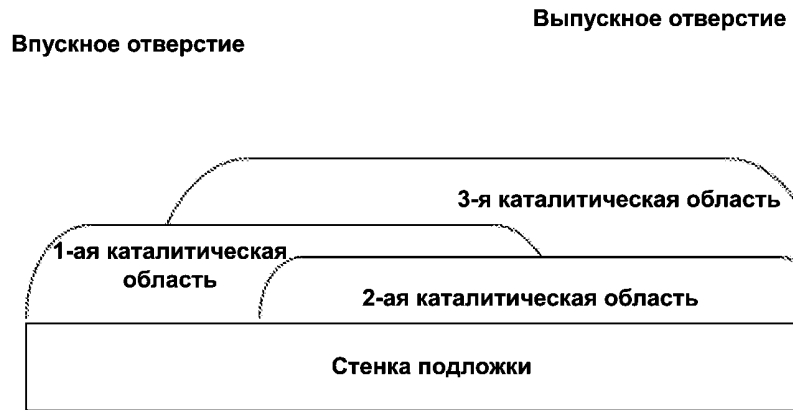 Выпускное отверстие
Впускное отверстие
3-я каталитическая область
1-ая каталитическая
область
2-ая каталитическая область
Стенка подложки